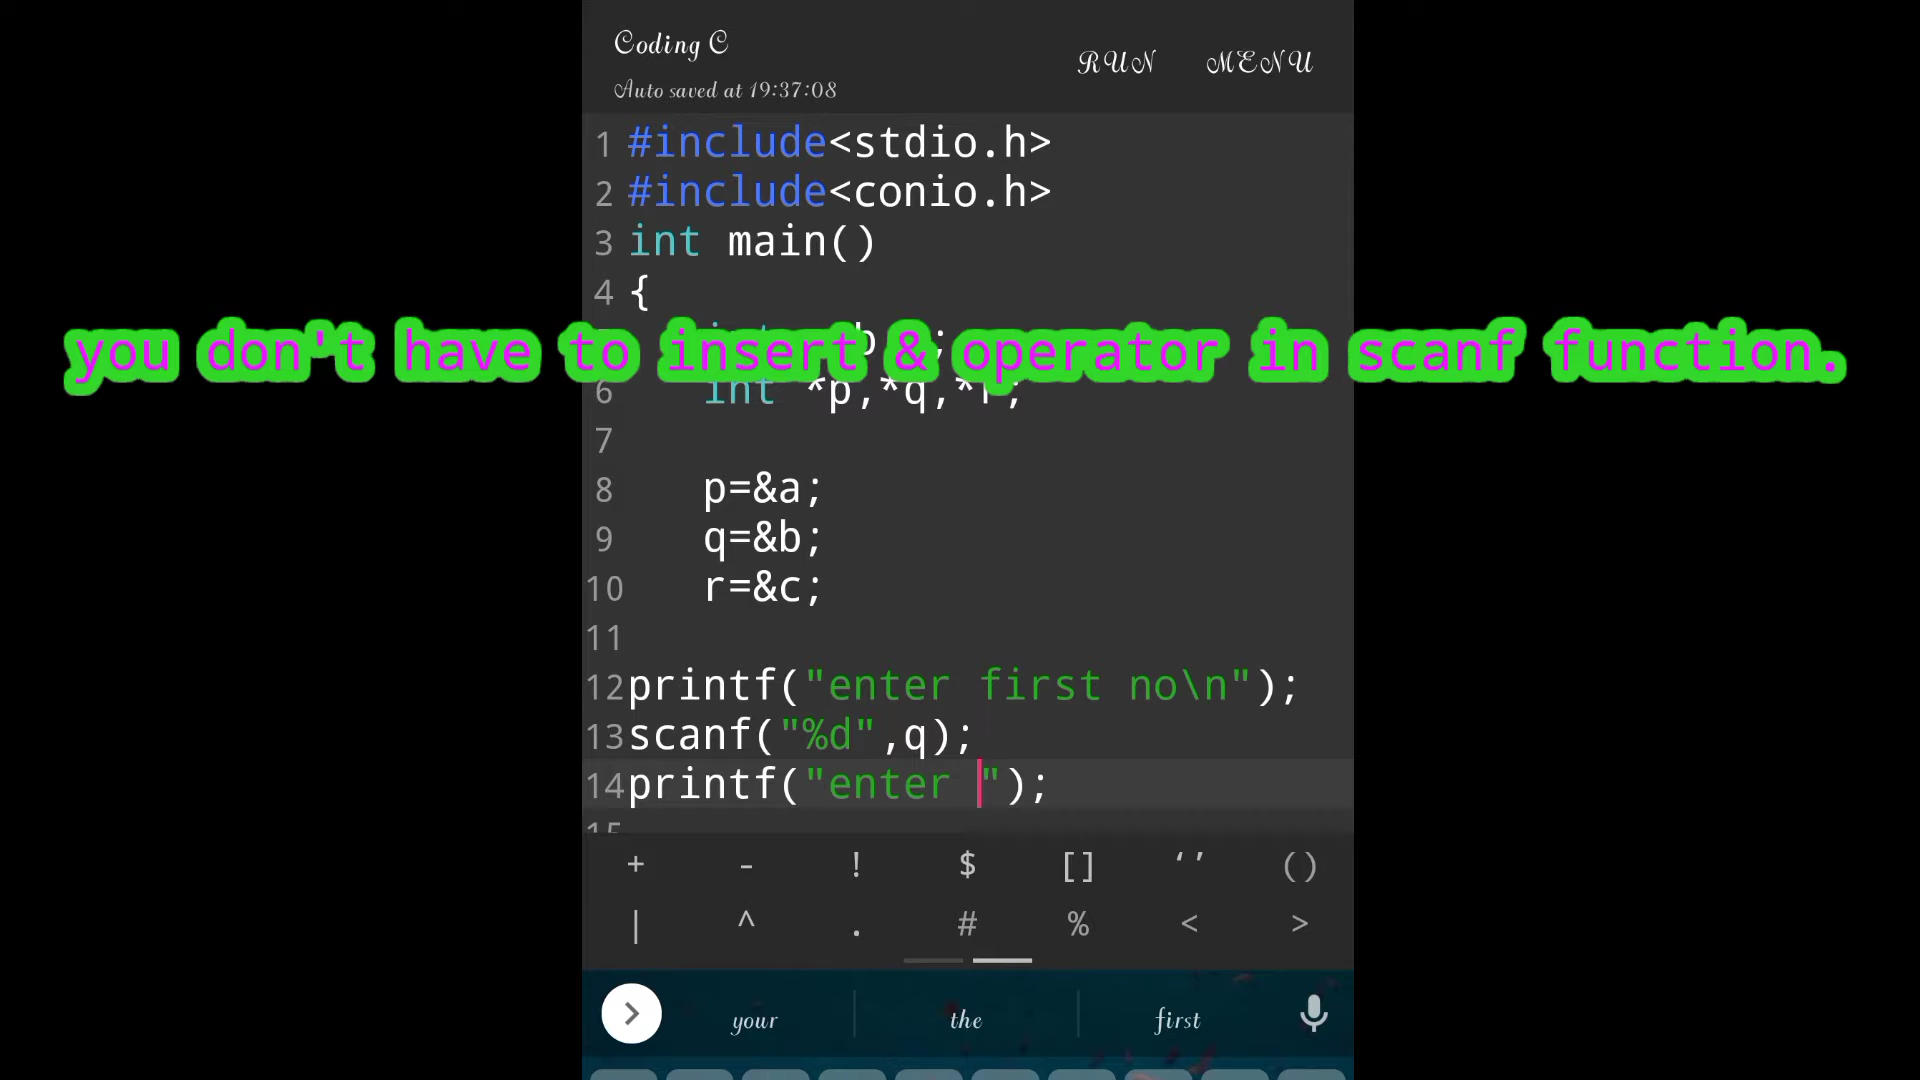 Coding C
RUN MENU
Auto saved at 19:37:08
1 #include<stdio.h>
2 #include<conio.h>
3 int main()
4 {
you don't have to insert & operator in scanf function.
6 int *p,*q,*r;
7
8 p=&a;
9 q=&b;
10 r=&c;
11
12 printf("enter first no\n");
13 scanf("%d",q);
14 printf("enter ");
15
+ - ! $ [] ‘’ ()
| ^ . # % < >
your the first